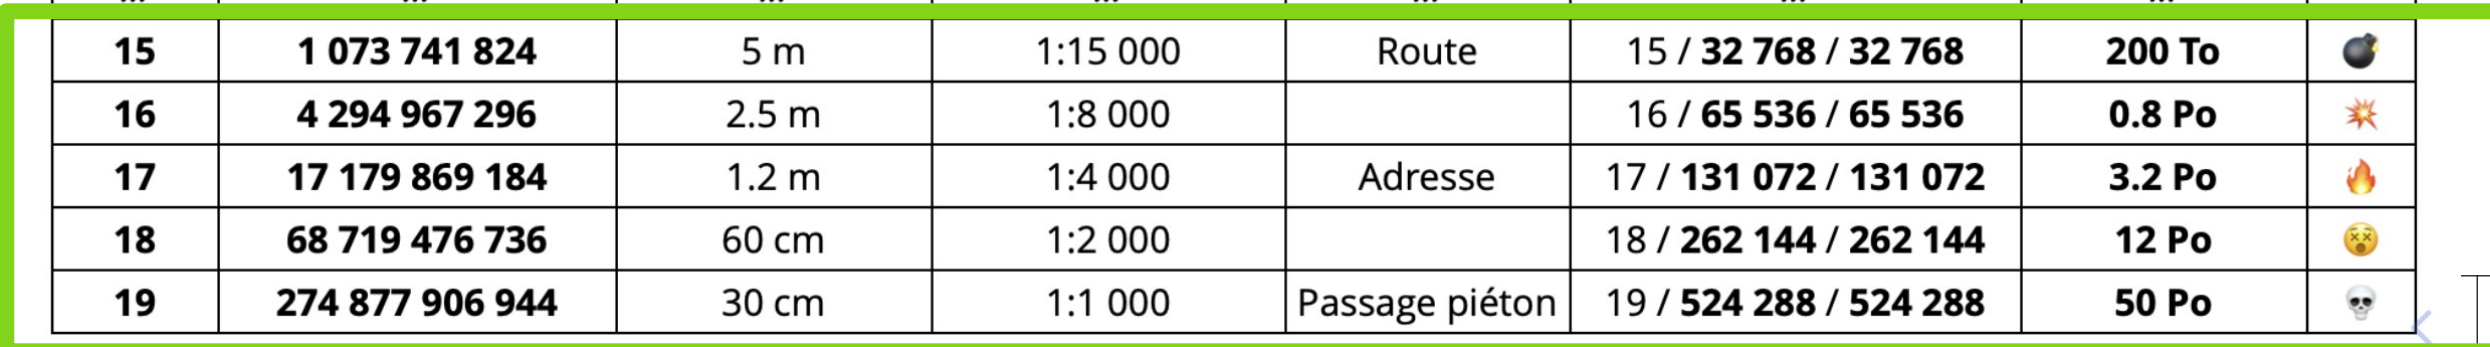 15 1 073 741 824 5 m 1:15 000 Route 15 / 32 768 / 32 768 200 To
16 4 294 967 296 2.5 m 1:8 000 16 / 65 536 / 65 536 0.8 Po
17 17 179 869 184 1.2 m 1:4 000 Adresse 17 / 131 072 / 131 072 3.2 Po
18 68 719 476 736 60 cm 1:2 000 18 / 262 144 / 262 144 12 Po
19 274 877 906 944 30 cm 1:1 000 Passage piéton 19 / 524 288 / 524 288 50 Po